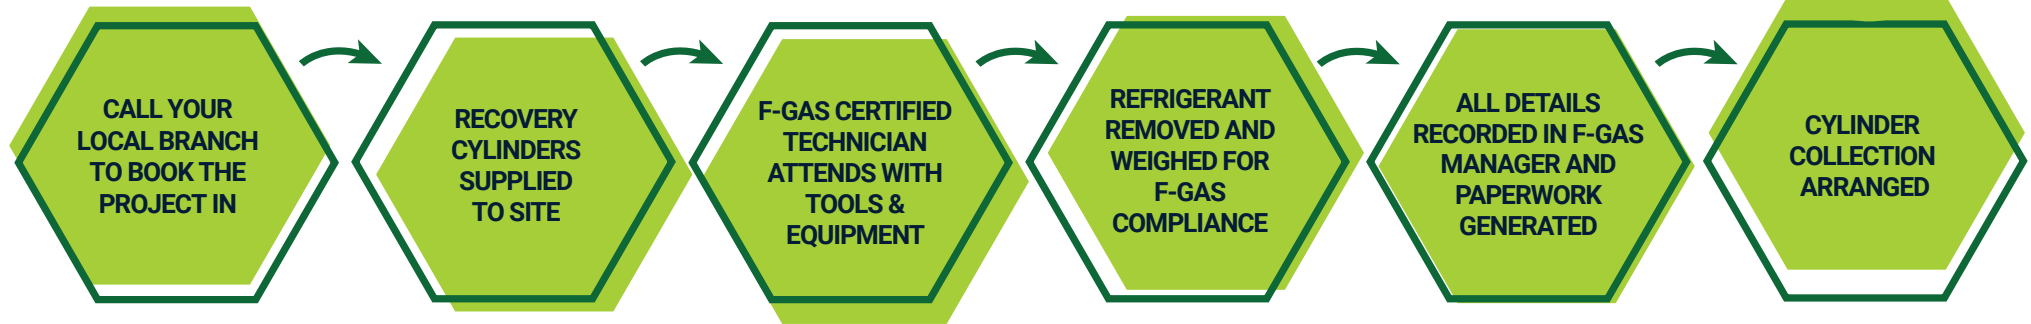 CALL YOUR
LOCAL BRANCH
TO BOOK THE
PROJECT IN
RECOVERY
CYLINDERS
SUPPLIED
TO SITE
F-GAS CERTIFIED
TECHNICIAN
ATTENDS WITH
TOOLS &
EQUIPMENT
REFRIGERANT
REMOVED AND
WEIGHED FOR
F-GAS
COMPLIANCE
ALL DETAILS
RECORDED IN F-GAS
MANAGER AND
PAPERWORK
GENERATED
CYLINDER
COLLECTION
ARRANGED